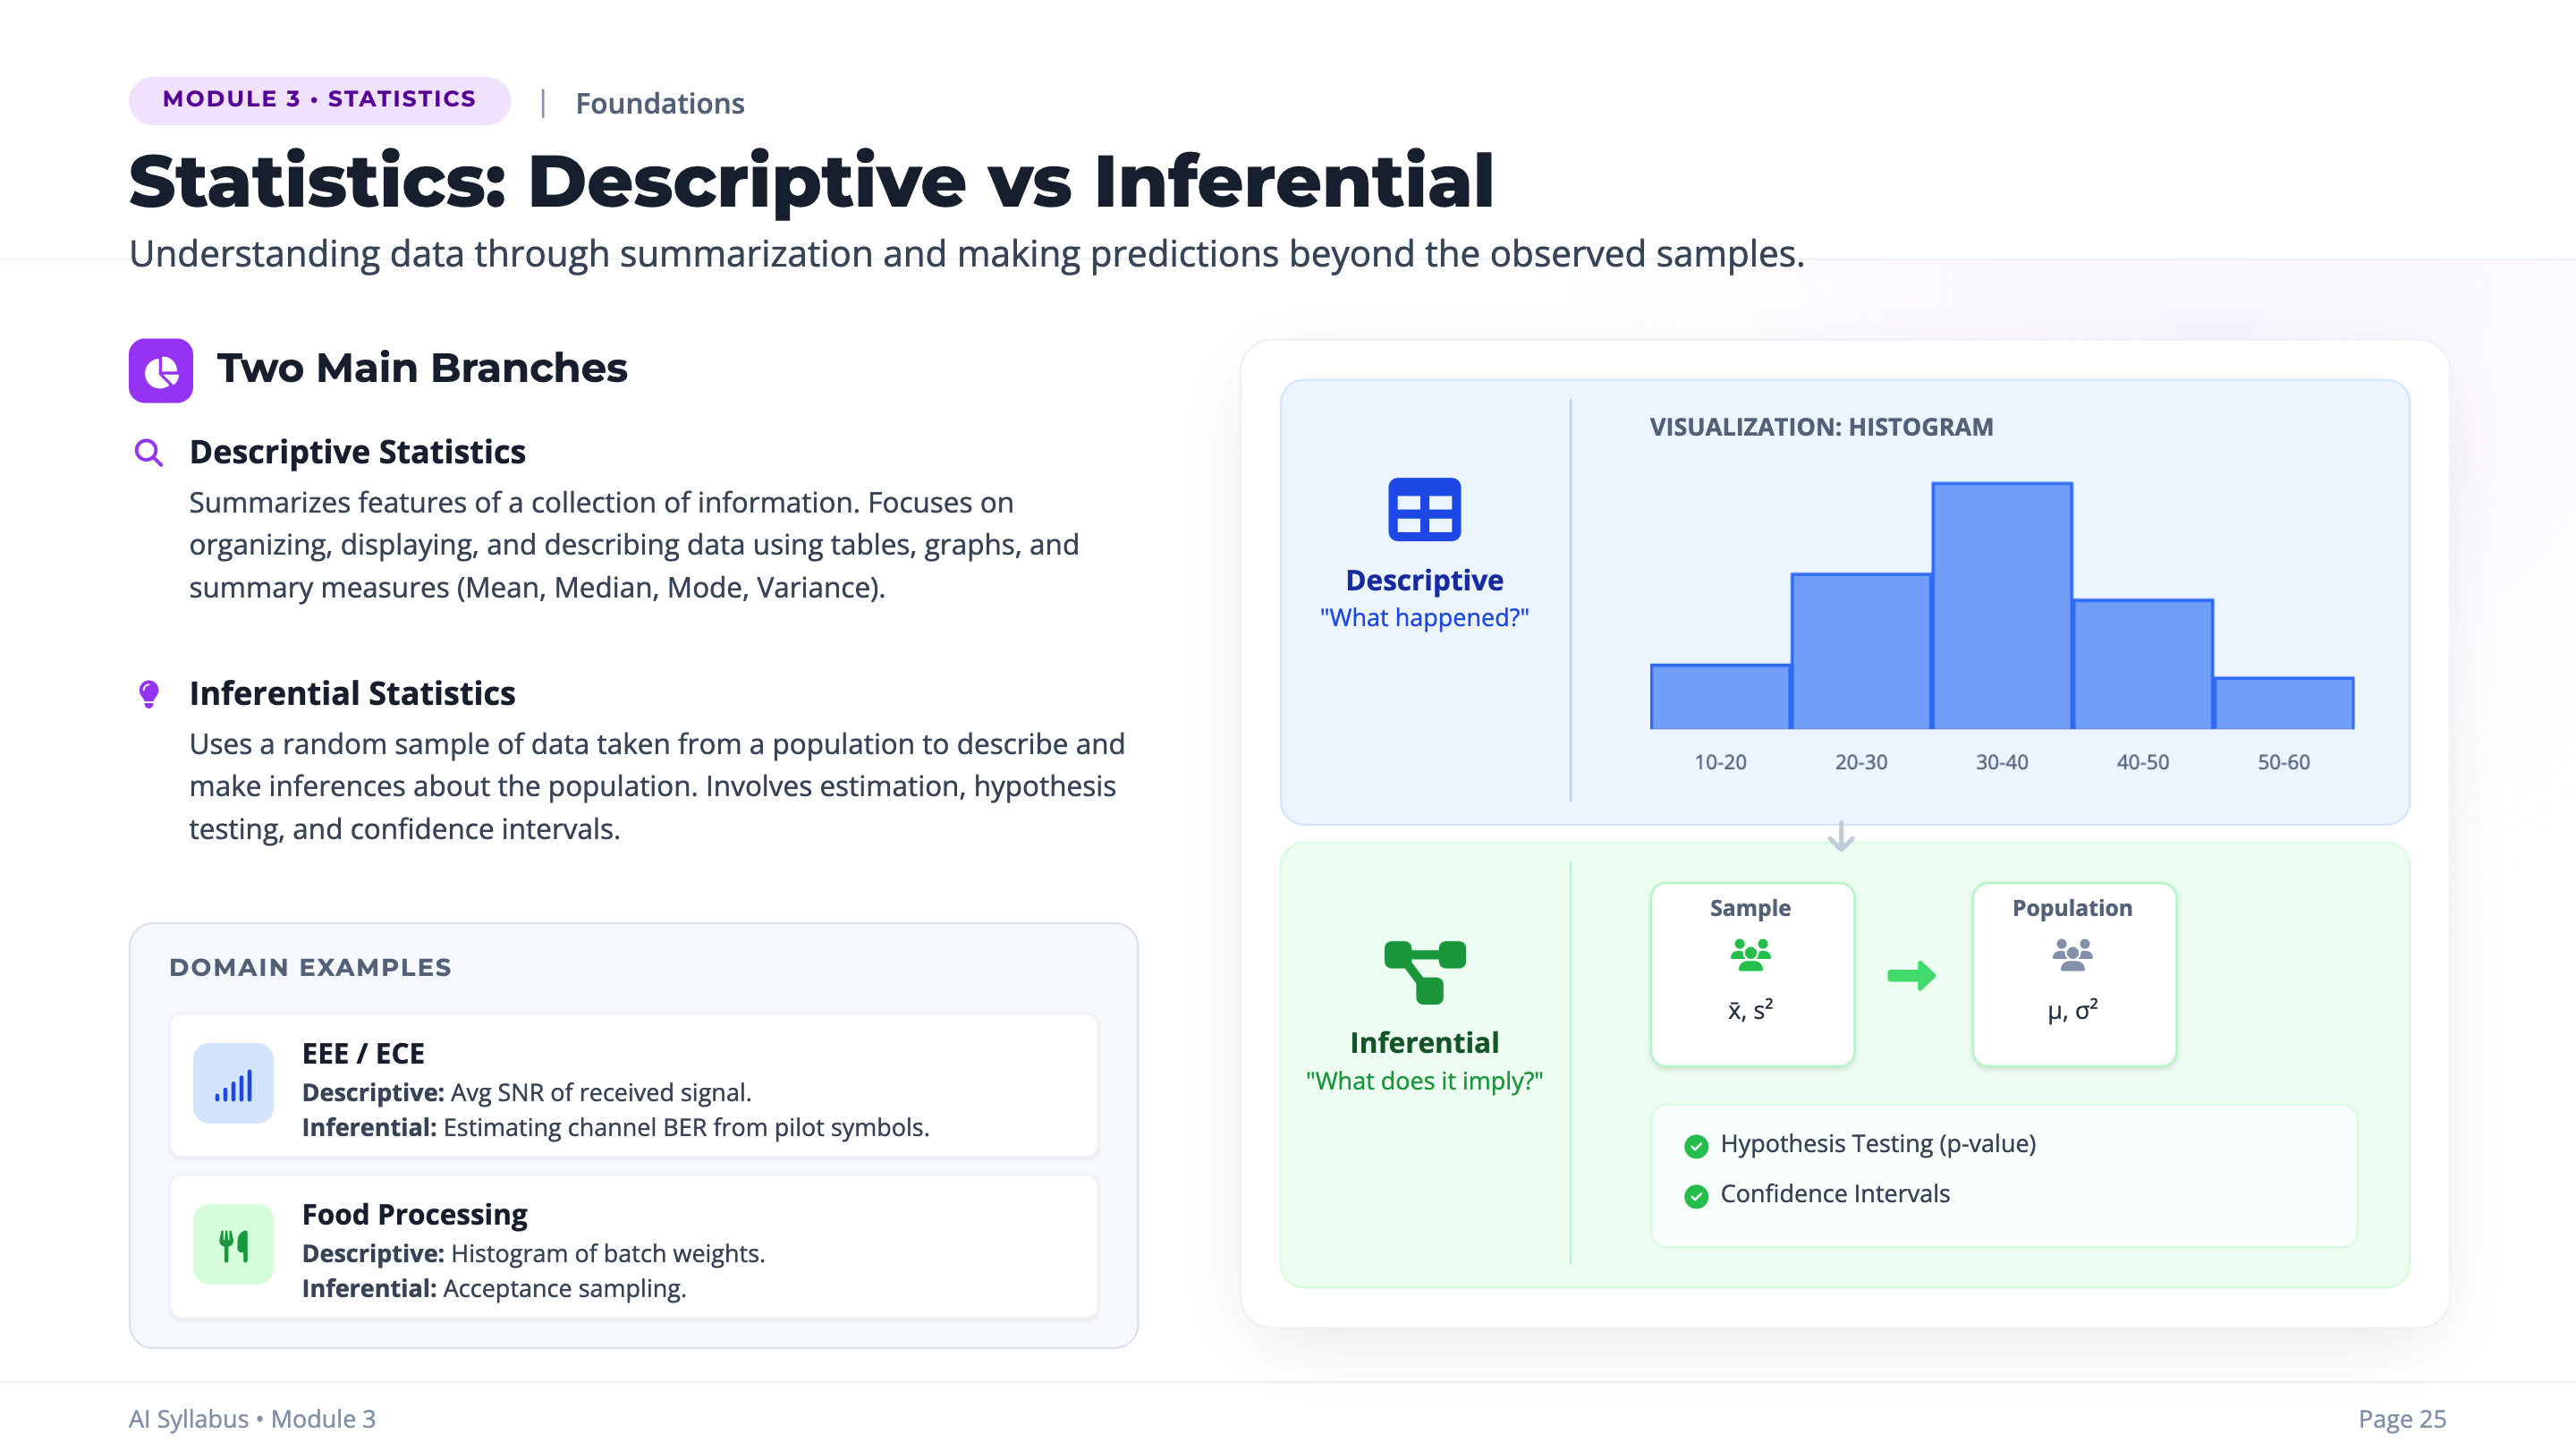 MODULE 3 • STATISTICS | Foundations
Statistics: Descriptive vs Inferential
Understanding data through summarization and making predictions beyond the observed samples.
Two Main Branches
Descriptive Statistics
Summarizes features of a collection of information. Focuses on
organizing, displaying, and describing data using tables, graphs, and
summary measures (Mean, Median, Mode, Variance).
Inferential Statistics
Uses a random sample of data taken from a population to describe and
make inferences about the population. Involves estimation, hypothesis
testing, and confidence intervals.
DOMAIN EXAMPLES
EEE / ECE
Descriptive: Avg SNR of received signal.
Inferential: Estimating channel BER from pilot symbols.
Food Processing
Descriptive: Histogram of batch weights.
Inferential: Acceptance sampling.
Descriptive
"What happened?"
VISUALIZATION: HISTOGRAM
10-20 20-30 30-40 40-50 50-60
Inferential
"What does it imply?"
Sample
x̄, s²
Population
μ, σ²
Hypothesis Testing (p-value)
Confidence Intervals
AI Syllabus • Module 3
Page 25